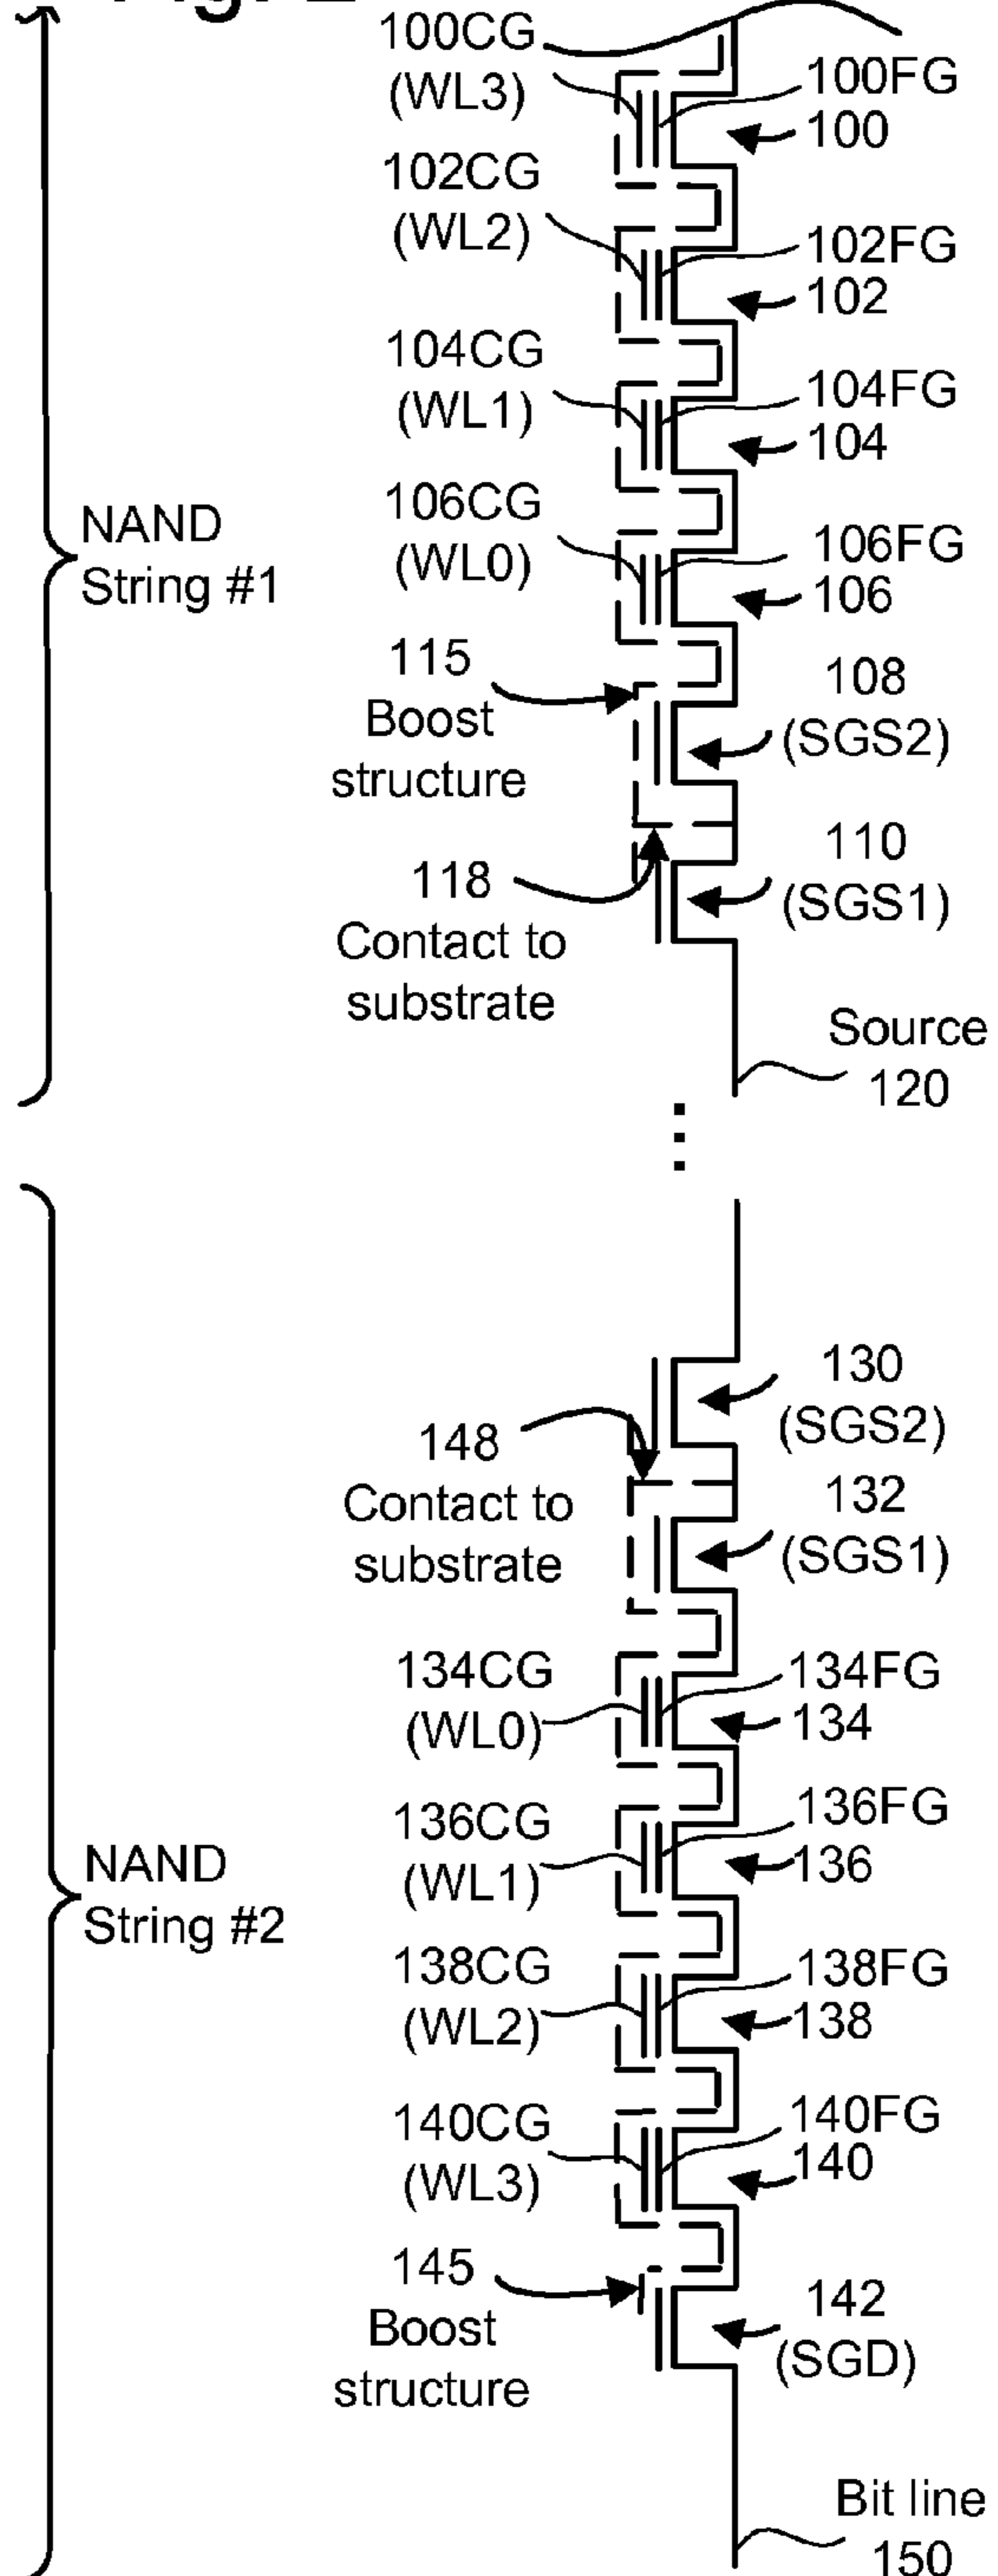 100CG
(WL3)
100FG
100
102CG
(WL2)
102FG
102
104CG
(WL1)
104FG
104
106CG
(WL0)
106FG
106
NAND
String #1
115
Boost
structure
108
(SGS2)
118
Contact to
substrate
110
(SGS1)
Source
120
130
(SGS2)
148
Contact to
substrate
132
(SGS1)
134CG
(WL0)
134FG
134
136CG
(WL1)
136FG
136
NAND
String #2
138CG
(WL2)
138FG
138
140CG
(WL3)
140FG
140
145
Boost
structure
142
(SGD)
Bit line
150